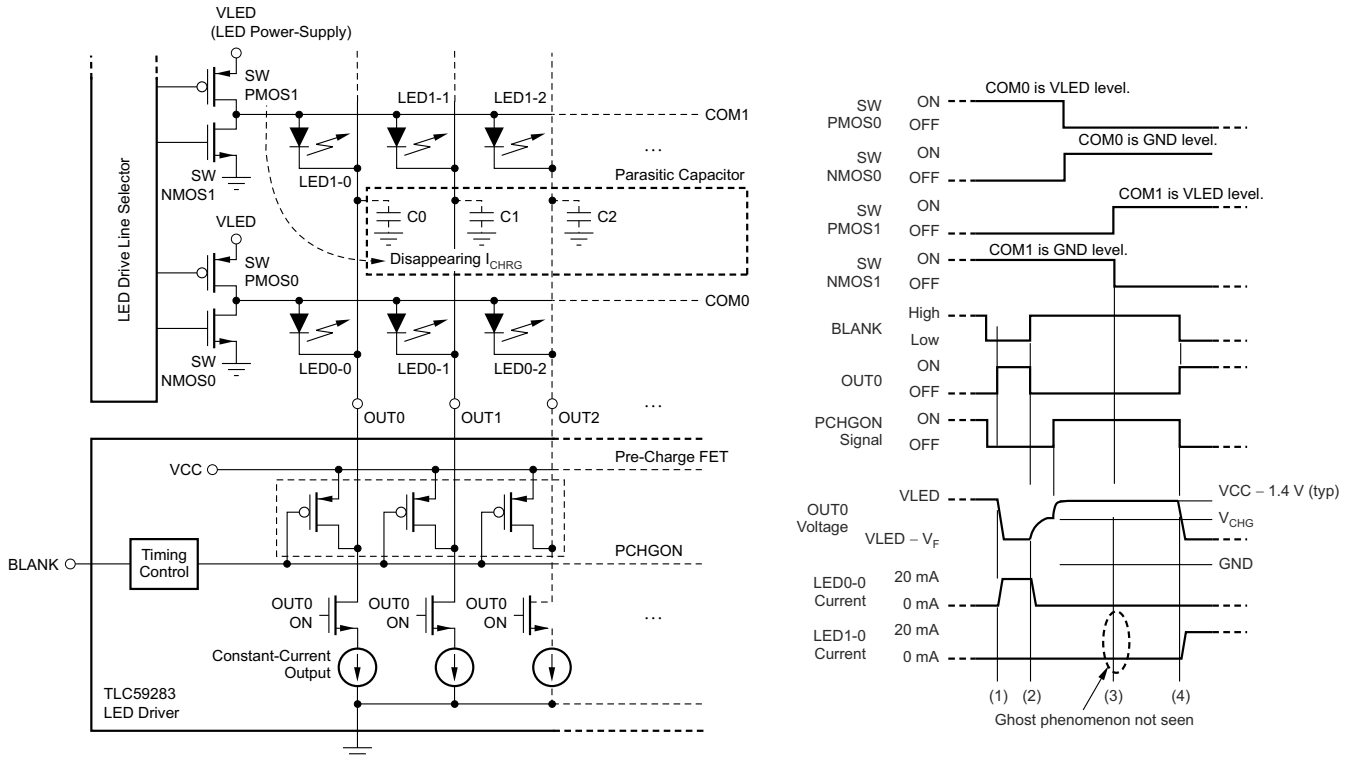 VLED
(LED Power-Supply)
SW
PMOS1
LED1-1
LED1-2
COM1
LED Drive Line Selector
...
SW
NMOS1
LED1-0
Parasitic Capacitor
VLED
C0
C1
C2
SW
PMOS0
Disappearing ICHRG
COM0
SW
NMOS0
LED0-0
LED0-1
LED0-2
...
OUT0
OUT1
OUT2
Pre-Charge FET
VCC
BLANK
Timing
Control
PCHGON
OUT0
ON
OUT0
ON
OUT0
ON
...
Constant-Current
Output
TLC59283
LED Driver
COM0 is VLED level.
SW
PMOS0
ON
OFF
COM0 is GND level.
SW
NMOS0
ON
OFF
COM1 is VLED level.
SW
PMOS1
ON
OFF
COM1 is GND level.
SW
NMOS1
ON
OFF
BLANK
High
Low
OUT0
ON
OFF
PCHGON
Signal
ON
OFF
OUT0
Voltage
VLED
VLED – VF
VCC – 1.4 V (typ)
VCHG
GND
LED0-0
Current
20 mA
0 mA
LED1-0
Current
20 mA
0 mA
(1) (2) (3) (4)
Ghost phenomenon not seen